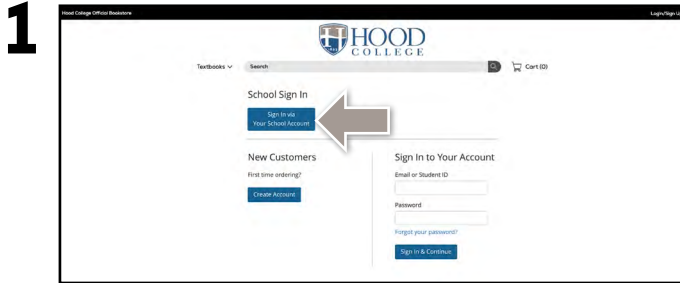 1
Hood College Official Bookstore
Login/Sign U
HOOD
COLLEGE
Textbooks
Search
Cart (0)
School Sign In
Sign In via
Your School Account
New Customers
First time ordering?
Create Account
Sign In to Your Account
Email or Student ID
Password
Forgot your password?
Sign In & Continue